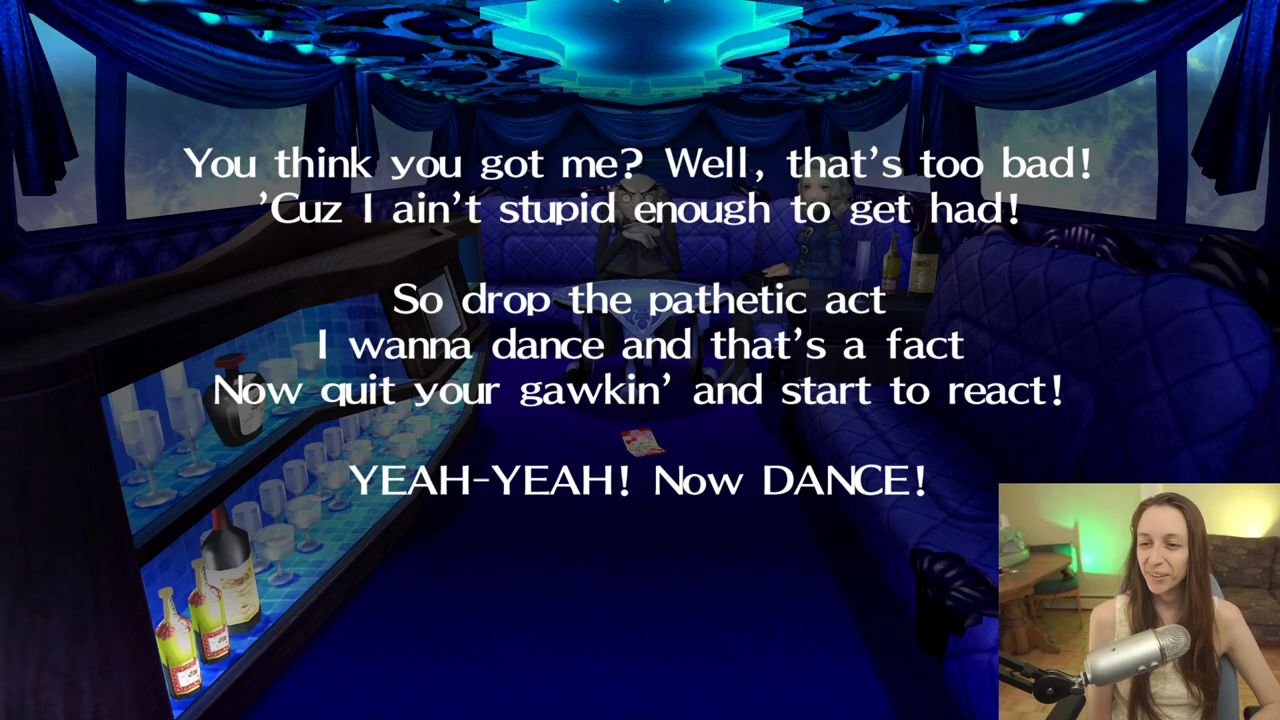 You think you got me? Well, that's too bad!
'Cuz I ain't stupid enough to get had!
So drop the pathetic act
I wanna dance and that's a fact
Now quit your gawkin' and start to react!
YEAH-YEAH! Now DANCE!